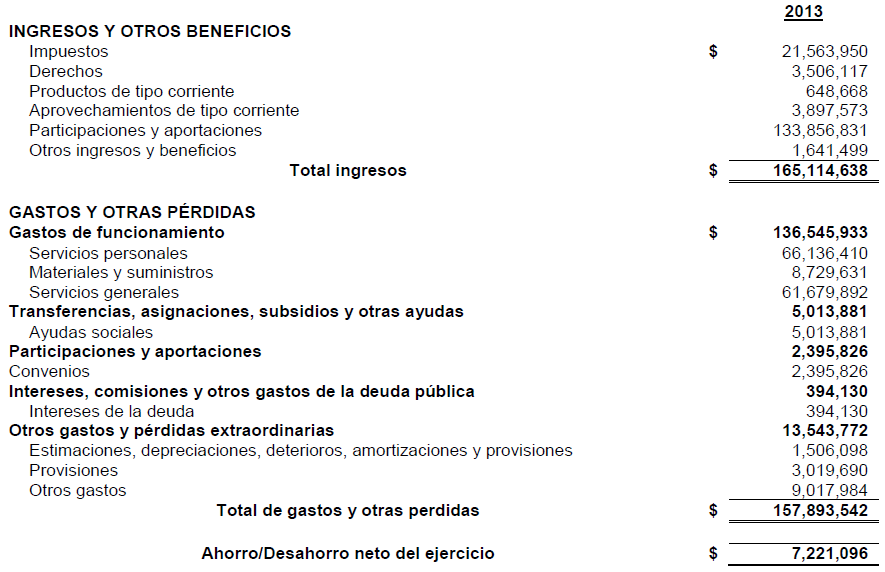 2013
INGRESOS Y OTROS BENEFICIOS
Impuestos $ 21,563,950
Derechos 3,506,117
Productos de tipo corriente 648,668
Aprovechamientos de tipo corriente 3,897,573
Participaciones y aportaciones 133,856,831
Otros ingresos y beneficios 1,641,499
Total ingresos $ 165,114,638
GASTOS Y OTRAS PÉRDIDAS
Gastos de funcionamiento $ 136,545,933
Servicios personales 66,136,410
Materiales y suministros 8,729,631
Servicios generales 61,679,892
Transferencias, asignaciones, subsidios y otras ayudas 5,013,881
Ayudas sociales 5,013,881
Participaciones y aportaciones 2,395,826
Convenios 2,395,826
Intereses, comisiones y otros gastos de la deuda pública 394,130
Intereses de la deuda 394,130
Otros gastos y pérdidas extraordinarias 13,543,772
Estimaciones, depreciaciones, deterioros, amortizaciones y provisiones 1,506,098
Provisiones 3,019,690
Otros gastos 9,017,984
Total de gastos y otras perdidas $ 157,893,542
Ahorro/Desahorro neto del ejercicio $ 7,221,096